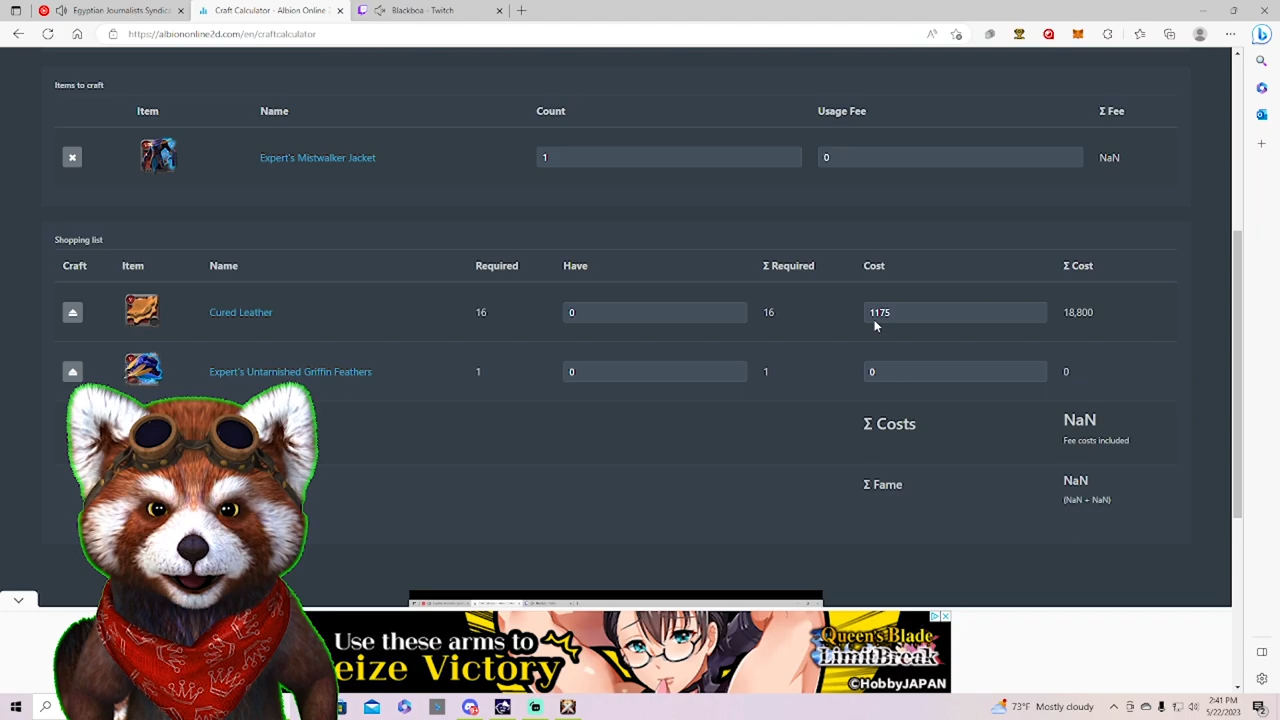 Egyptian Journalists Syndic
Craft Calculator - Albion Online
Blackboa - Twitch
https://albiononline2d.com/en/craftcalculator
Items to craft
Item Name Count Usage Fee Σ Fee
Expert's Mistwalker Jacket 1 0 NaN
Shopping list
Craft Item Name Required Have Σ Required Cost Σ Cost
Cured Leather 16 0 16 1175 18,800
Expert's Untarnished Griffin Feathers 1 0 1 0 0
Σ Costs NaN
Fee costs included
Σ Fame NaN
(NaN + NaN)
Use these arms to
eize Victory
Queen's Blade
LimitBreak
©HobbyJAPAN
73°F Mostly cloudy
2:41 PM
5/22/2023